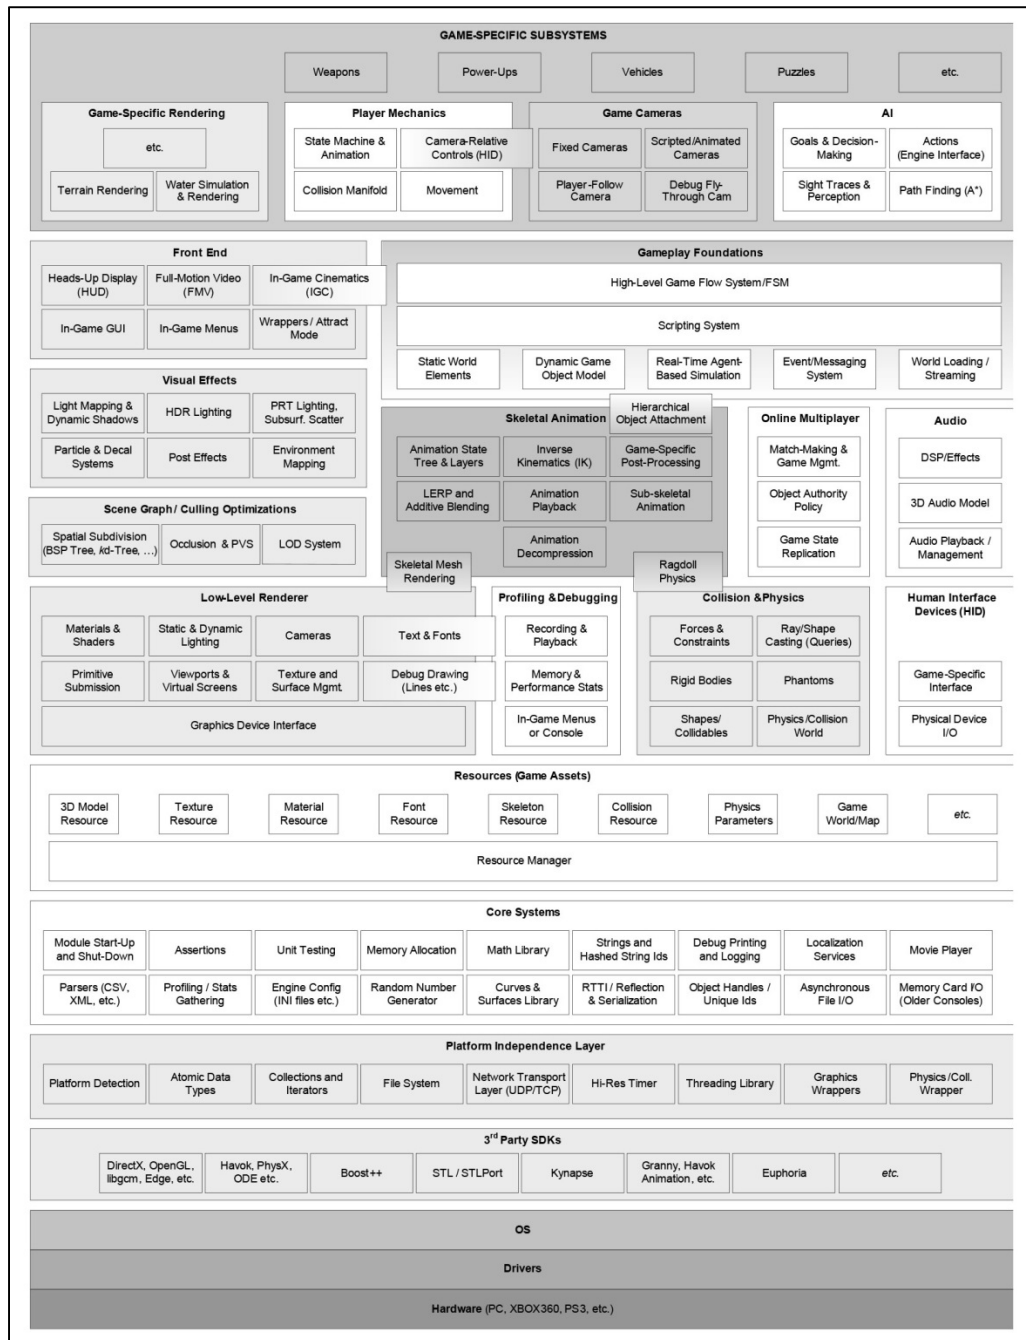 GAME-SPECIFIC SUBSYSTEMS
Weapons
Power-Ups
Vehicles
Puzzles
etc.
Game-Specific Rendering
etc.
Terrain Rendering
Water Simulation
& Rendering
Player Mechanics
State Machine &
Animation
Camera-Relative
Controls (HID)
Collision Manifold
Movement
Game Cameras
Fixed Cameras
Scripted/Animated
Cameras
Player-Follow
Camera
Debug Fly-
Through Cam
AI
Goals & Decision-
Making
Actions
(Engine Interface)
Sight Traces &
Perception
Path Finding (A*)
Front End
Heads-Up Display
(HUD)
Full-Motion Video
(FMV)
In-Game Cinematics
(IGC)
In-Game GUI
In-Game Menus
Wrappers / Attract
Mode
Gameplay Foundations
High-Level Game Flow System/FSM
Scripting System
Static World
Elements
Dynamic Game
Object Model
Real-Time Agent-
Based Simulation
Event/Messaging
System
World Loading /
Streaming
Visual Effects
Light Mapping &
Dynamic Shadows
HDR Lighting
PRT Lighting,
Subsurf. Scatter
Particle & Decal
Systems
Post Effects
Environment
Mapping
Skeletal Animation
Hierarchical
Object Attachment
Animation State
Tree & Layers
Inverse
Kinematics (IK)
Game-Specific
Post-Processing
LERP and
Additive Blending
Animation
Playback
Sub-skeletal
Animation
Animation
Decompression
Skeletal Mesh
Rendering
Ragdoll
Physics
Online Multiplayer
Match-Making &
Game Mgmt.
Object Authority
Policy
Game State
Replication
Audio
DSP/Effects
3D Audio Model
Audio Playback /
Management
Scene Graph / Culling Optimizations
Spatial Subdivision
(BSP Tree, kd-Tree, ...)
Occlusion & PVS
LOD System
Low-Level Renderer
Materials &
Shaders
Static & Dynamic
Lighting
Cameras
Text & Fonts
Primitive
Submission
Viewports &
Virtual Screens
Texture and
Surface Mgmt.
Debug Drawing
(Lines etc.)
Graphics Device Interface
Profiling & Debugging
Recording &
Playback
Memory &
Performance Stats
In-Game Menus
or Console
Collision & Physics
Forces &
Constraints
Ray/Shape
Casting (Queries)
Rigid Bodies
Phantoms
Shapes/
Collidables
Physics/Collision
World
Human Interface
Devices (HID)
Game-Specific
Interface
Physical Device
I/O
Resources (Game Assets)
3D Model
Resource
Texture
Resource
Material
Resource
Font
Resource
Skeleton
Resource
Collision
Resource
Physics
Parameters
Game
World/Map
etc.
Resource Manager
Core Systems
Module Start-Up
and Shut-Down
Assertions
Unit Testing
Memory Allocation
Math Library
Strings and
Hashed String Ids
Debug Printing
and Logging
Localization
Services
Movie Player
Parsers (CSV,
XML, etc.)
Profiling / Stats
Gathering
Engine Config
(INI files etc.)
Random Number
Generator
Curves &
Surfaces Library
RTTI / Reflection
& Serialization
Object Handles /
Unique Ids
Asynchronous
File I/O
Memory Card I/O
(Older Consoles)
Platform Independence Layer
Platform Detection
Atomic Data
Types
Collections and
Iterators
File System
Network Transport
Layer (UDP/TCP)
Hi-Res Timer
Threading Library
Graphics
Wrappers
Physics/Coll.
Wrapper
3rd Party SDKs
DirectX, OpenGL,
libgcm, Edge, etc.
Havok, PhysX,
ODE etc.
Boost++
STL / STLPort
Kynapse
Granny, Havok
Animation, etc.
Euphoria
etc.
OS
Drivers
Hardware (PC, XBOX360, PS3, etc.)